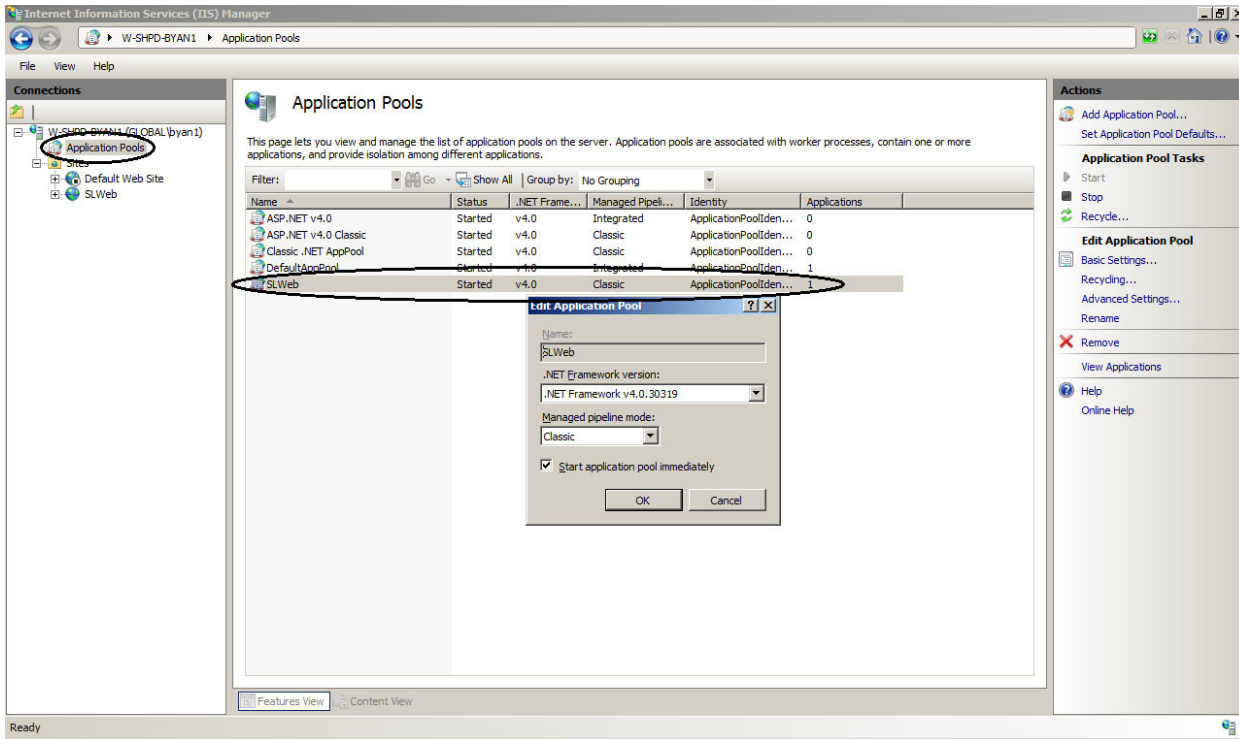 Internet Information Services (IIS) Manager
W-SHPD-BYAN1 Application Pools
File View Help
Connections
W-SHPD-BYAN1 (GLOBAL\byan1)
Application Pools
Sites
Default Web Site
SLWeb
Application Pools
This page lets you view and manage the list of application pools on the server. Application pools are associated with worker processes, contain one or more
applications, and provide isolation among different applications.
Filter: Go Show All Group by: No Grouping
Name Status .NET Frame... Managed Pipeli... Identity Applications
ASP.NET v4.0 Started v4.0 Integrated ApplicationPoolIden... 0
ASP.NET v4.0 Classic Started v4.0 Classic ApplicationPoolIden... 0
Classic .NET AppPool Started v4.0 Classic ApplicationPoolIden... 0
DefaultAppPool Started v4.0 Integrated ApplicationPoolIden... 1
SLWeb Started v4.0 Classic ApplicationPoolIden... 1
Edit Application Pool
Name:
SLWeb
.NET Framework version:
.NET Framework v4.0.30319
Managed pipeline mode:
Classic
Start application pool immediately
OK Cancel
Features View Content View
Actions
Add Application Pool...
Set Application Pool Defaults...
Application Pool Tasks
Start
Stop
Recycle...
Edit Application Pool
Basic Settings...
Recycling...
Advanced Settings...
Rename
Remove
View Applications
Help
Online Help
Ready